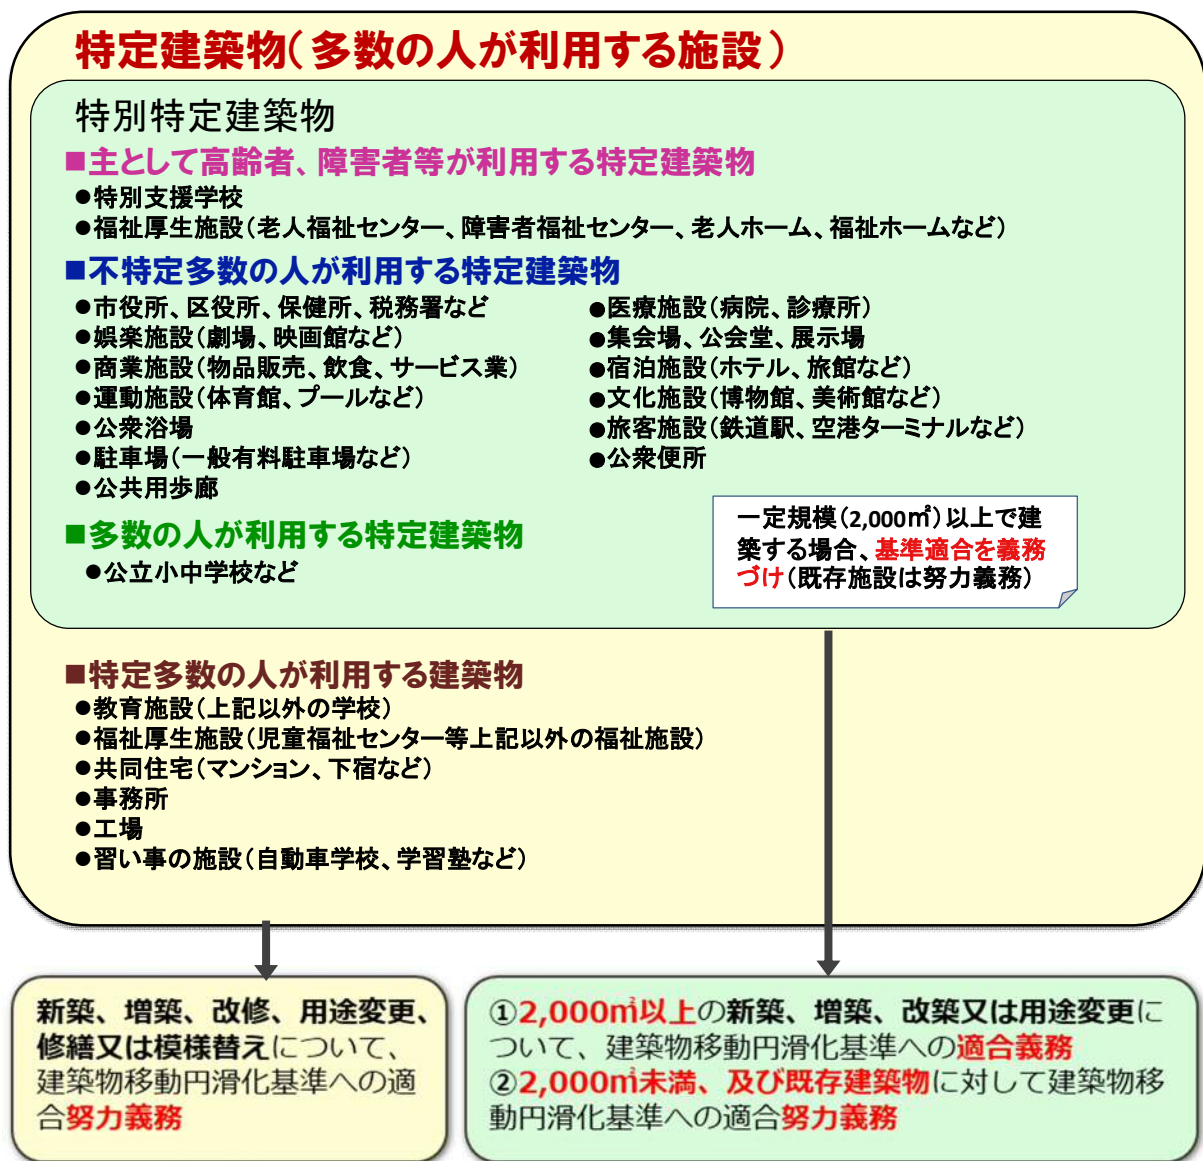 特定建築物(多数の人が利用する施設)
特別特定建築物
■主として高齢者、障害者等が利用する特定建築物
●特別支援学校
●福祉厚生施設(老人福祉センター、障害者福祉センター、老人ホーム、福祉ホームなど)
■不特定多数の人が利用する特定建築物
●市役所、区役所、保健所、税務署など
●娯楽施設(劇場、映画館など)
●商業施設(物品販売、飲食、サービス業)
●運動施設(体育館、プールなど)
●公衆浴場
●駐車場(一般有料駐車場など)
●公共用歩廊
●医療施設(病院、診療所)
●集会場、公会堂、展示場
●宿泊施設(ホテル、旅館など)
●文化施設(博物館、美術館など)
●旅客施設(鉄道駅、空港ターミナルなど)
●公衆便所
■多数の人が利用する特定建築物
●公立小中学校など
一定規模(2,000㎡)以上で建
築する場合、基準適合を義務
づけ(既存施設は努力義務)
■特定多数の人が利用する建築物
●教育施設(上記以外の学校)
●福祉厚生施設(児童福祉センター等上記以外の福祉施設)
●共同住宅(マンション、下宿など)
●事務所
●工場
●習い事の施設(自動車学校、学習塾など)
新築、増築、改修、用途変更、
修繕又は模様替えについて、
建築物移動円滑化基準への適
合努力義務
①2,000㎡以上の新築、増築、改築又は用途変更に
ついて、建築物移動円滑化基準への適合義務
②2,000㎡未満、及び既存建築物に対して建築物移
動円滑化基準への適合努力義務